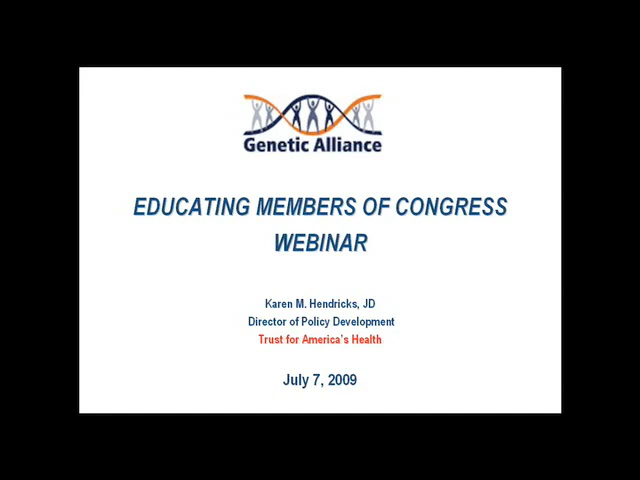 Genetic Alliance
EDUCATING MEMBERS OF CONGRESS
WEBINAR
Karen M. Hendricks, JD
Director of Policy Development
Trust for America's Health
July 7, 2009